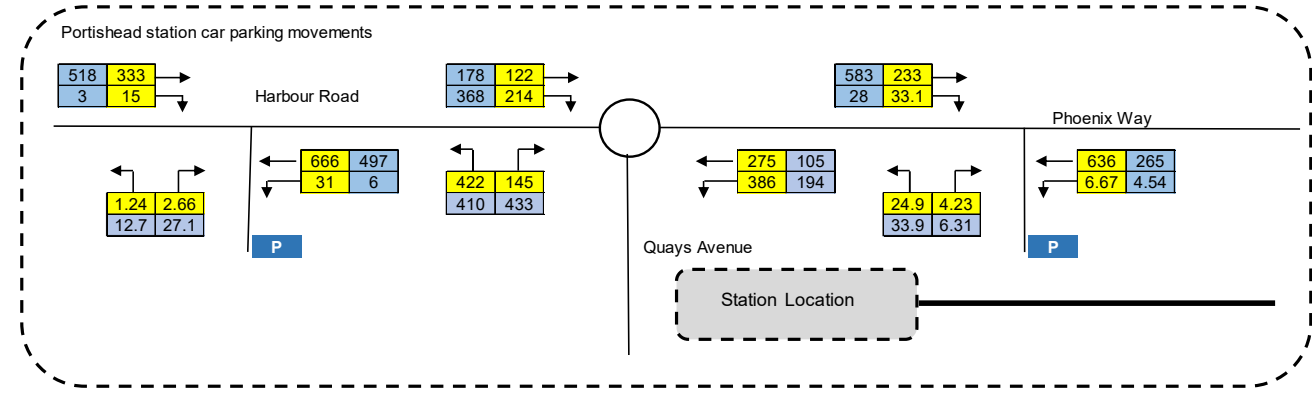 Portishead station car parking movements
518 333
3 15
Harbour Road
178 122
368 214
583 233
28 33.1
Phoenix Way
666 497
31 6
1.24 2.66
12.7 27.1
P
422 145
410 433
275 105
386 194
24.9 4.23
33.9 6.31
636 265
6.67 4.54
P
Quays Avenue
Station Location